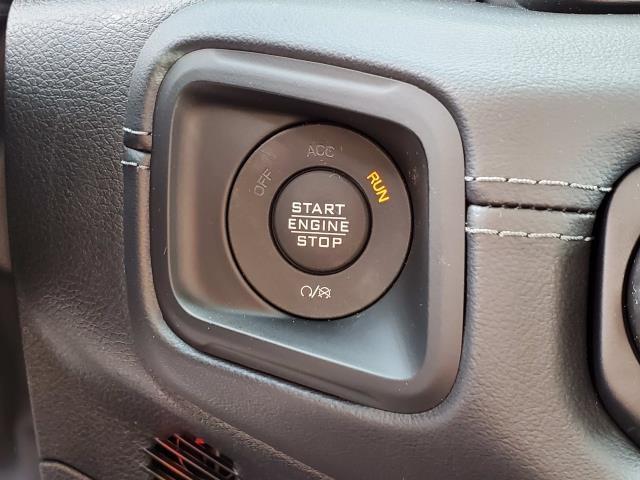 OFF
ACC
RUN
START
ENGINE
STOP